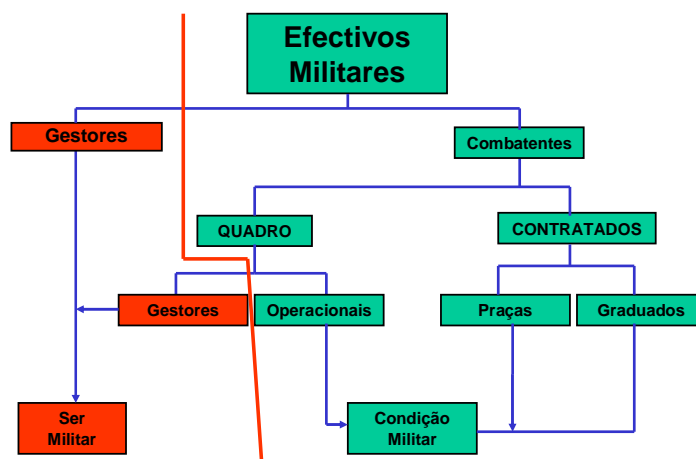 Efectivos
Militares
Gestores
Combatentes
QUADRO
CONTRATADOS
Gestores
Operacionais
Praças
Graduados
Ser
Militar
Condição
Militar